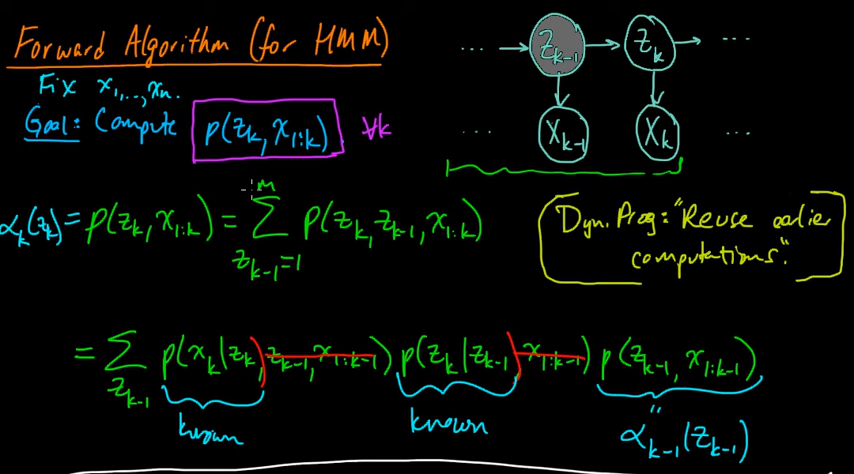 Forward Algorithm (for HMM)
Fix x₁,...,xₙ.
Goal: Compute p(zₖ, x₁:ₖ) ∀k
... Zₖ₋₁ Zₖ ...
... Xₖ₋₁ Xₖ ...
αₖ(zₖ) = p(zₖ, x₁:ₖ) = ∑_{zₖ₋₁=1}^{m} p(zₖ, zₖ₋₁, x₁:ₖ)
Dyn. Prog: "Reuse earlier
computations".
= ∑_{zₖ₋₁} p(xₖ|zₖ, zₖ₋₁, x₁:ₖ₋₁) p(zₖ|zₖ₋₁, x₁:ₖ₋₁) p(zₖ₋₁, x₁:ₖ₋₁)
known known "
αₖ₋₁(zₖ₋₁)